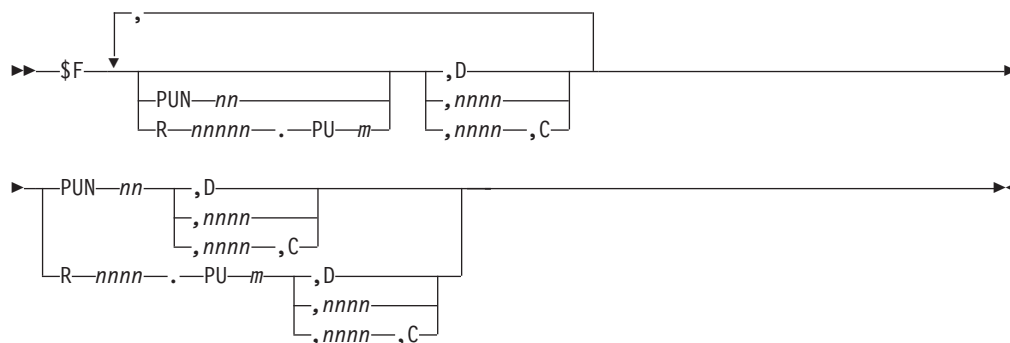 ,
$F ,D
PUN nn ,nnnn
R nnnnn . PU m ,nnnn ,C
PUN nn ,D
,nnnn
,nnnn ,C
R nnnn . PU m ,D
,nnnn
,nnnn ,C